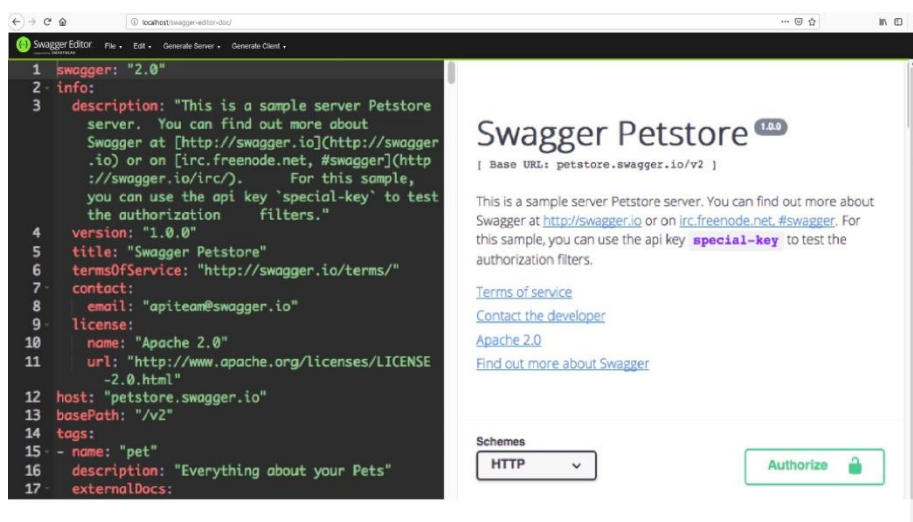 localhost/swagger-editor-doc/
Swagger Editor File Edit Generate Server Generate Client
1 swagger: "2.0"
2 info:
3 description: "This is a sample server Petstore
server. You can find out more about
Swagger at [http://swagger.io](http://swagger
.io) or on [irc.freenode.net, #swagger](http
://swagger.io/irc/). For this sample,
you can use the api key `special-key` to test
the authorization filters."
4 version: "1.0.0"
5 title: "Swagger Petstore"
6 termsOfService: "http://swagger.io/terms/"
7 contact:
8 email: "apiteam@swagger.io"
9 license:
10 name: "Apache 2.0"
11 url: "http://www.apache.org/licenses/LICENSE
-2.0.html"
12 host: "petstore.swagger.io"
13 basePath: "/v2"
14 tags:
15 - name: "pet"
16 description: "Everything about your Pets"
17 externalDocs:
Swagger Petstore 1.0.0
[ Base URL: petstore.swagger.io/v2 ]
This is a sample server Petstore server. You can find out more about
Swagger at http://swagger.io or on irc.freenode.net, #swagger. For
this sample, you can use the api key special-key to test the
authorization filters.
Terms of service
Contact the developer
Apache 2.0
Find out more about Swagger
Schemes
HTTP
Authorize